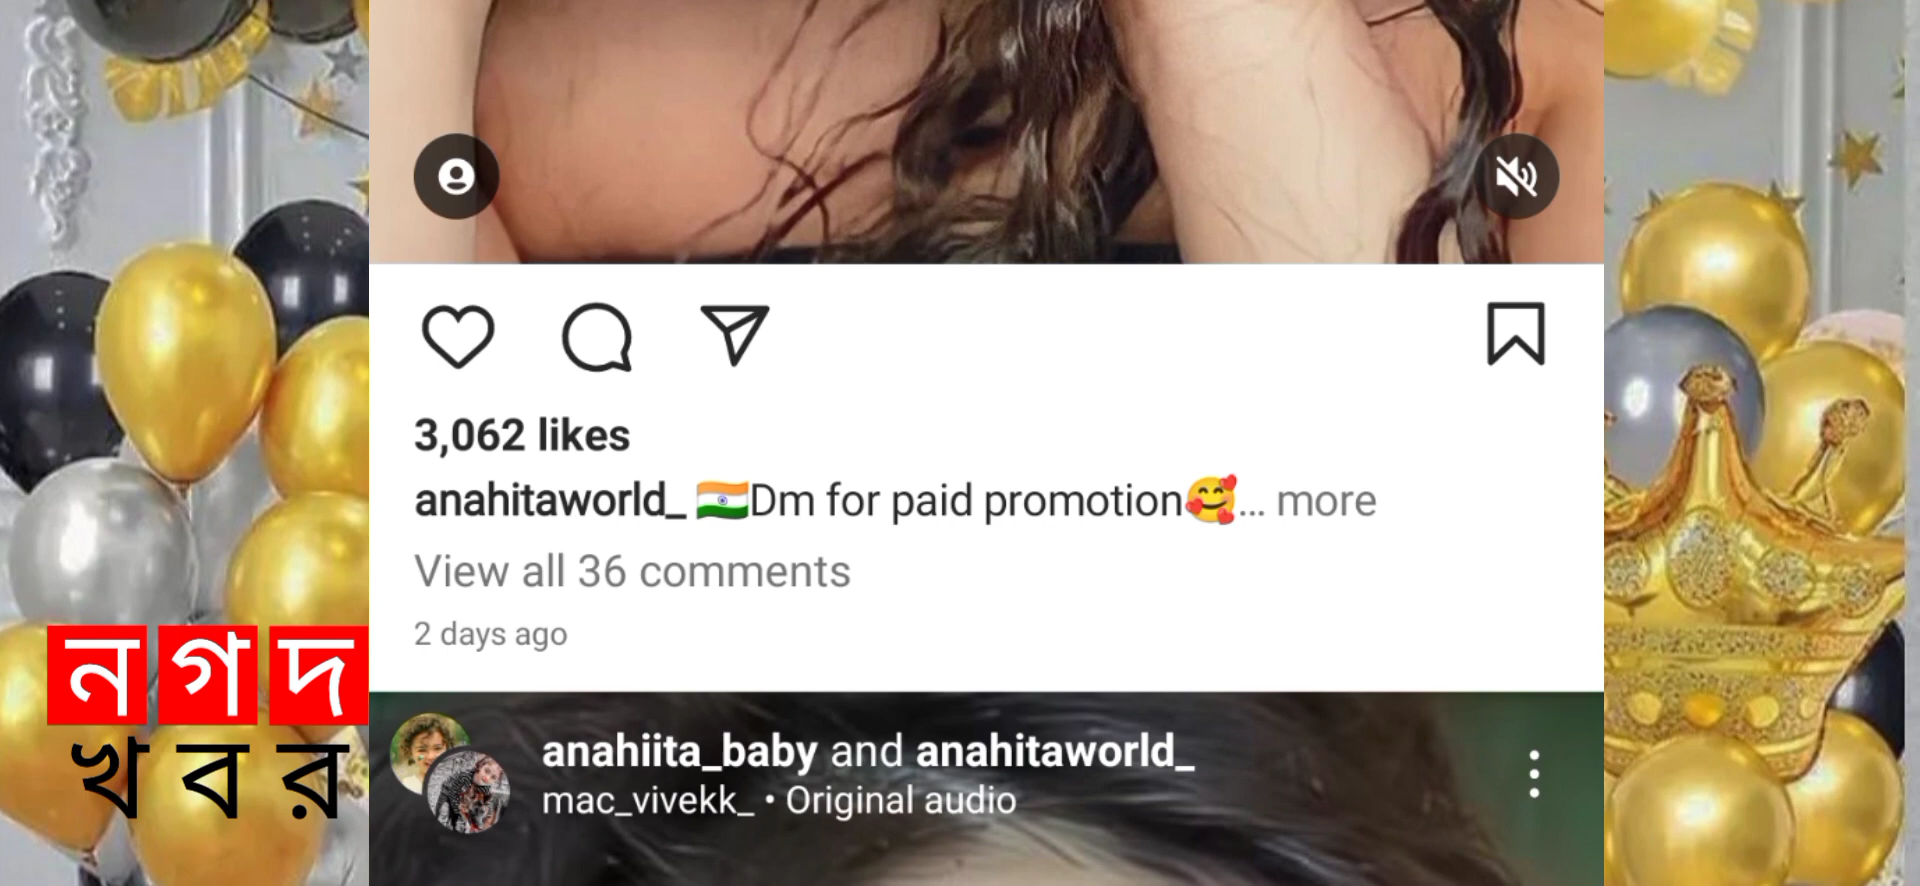 3,062 likes
anahitaworld_ 🇮🇳Dm for paid promotion🥰... more
View all 36 comments
2 days ago
নগদ
খবর
anahiita_baby and anahitaworld_
mac_vivekk_ • Original audio